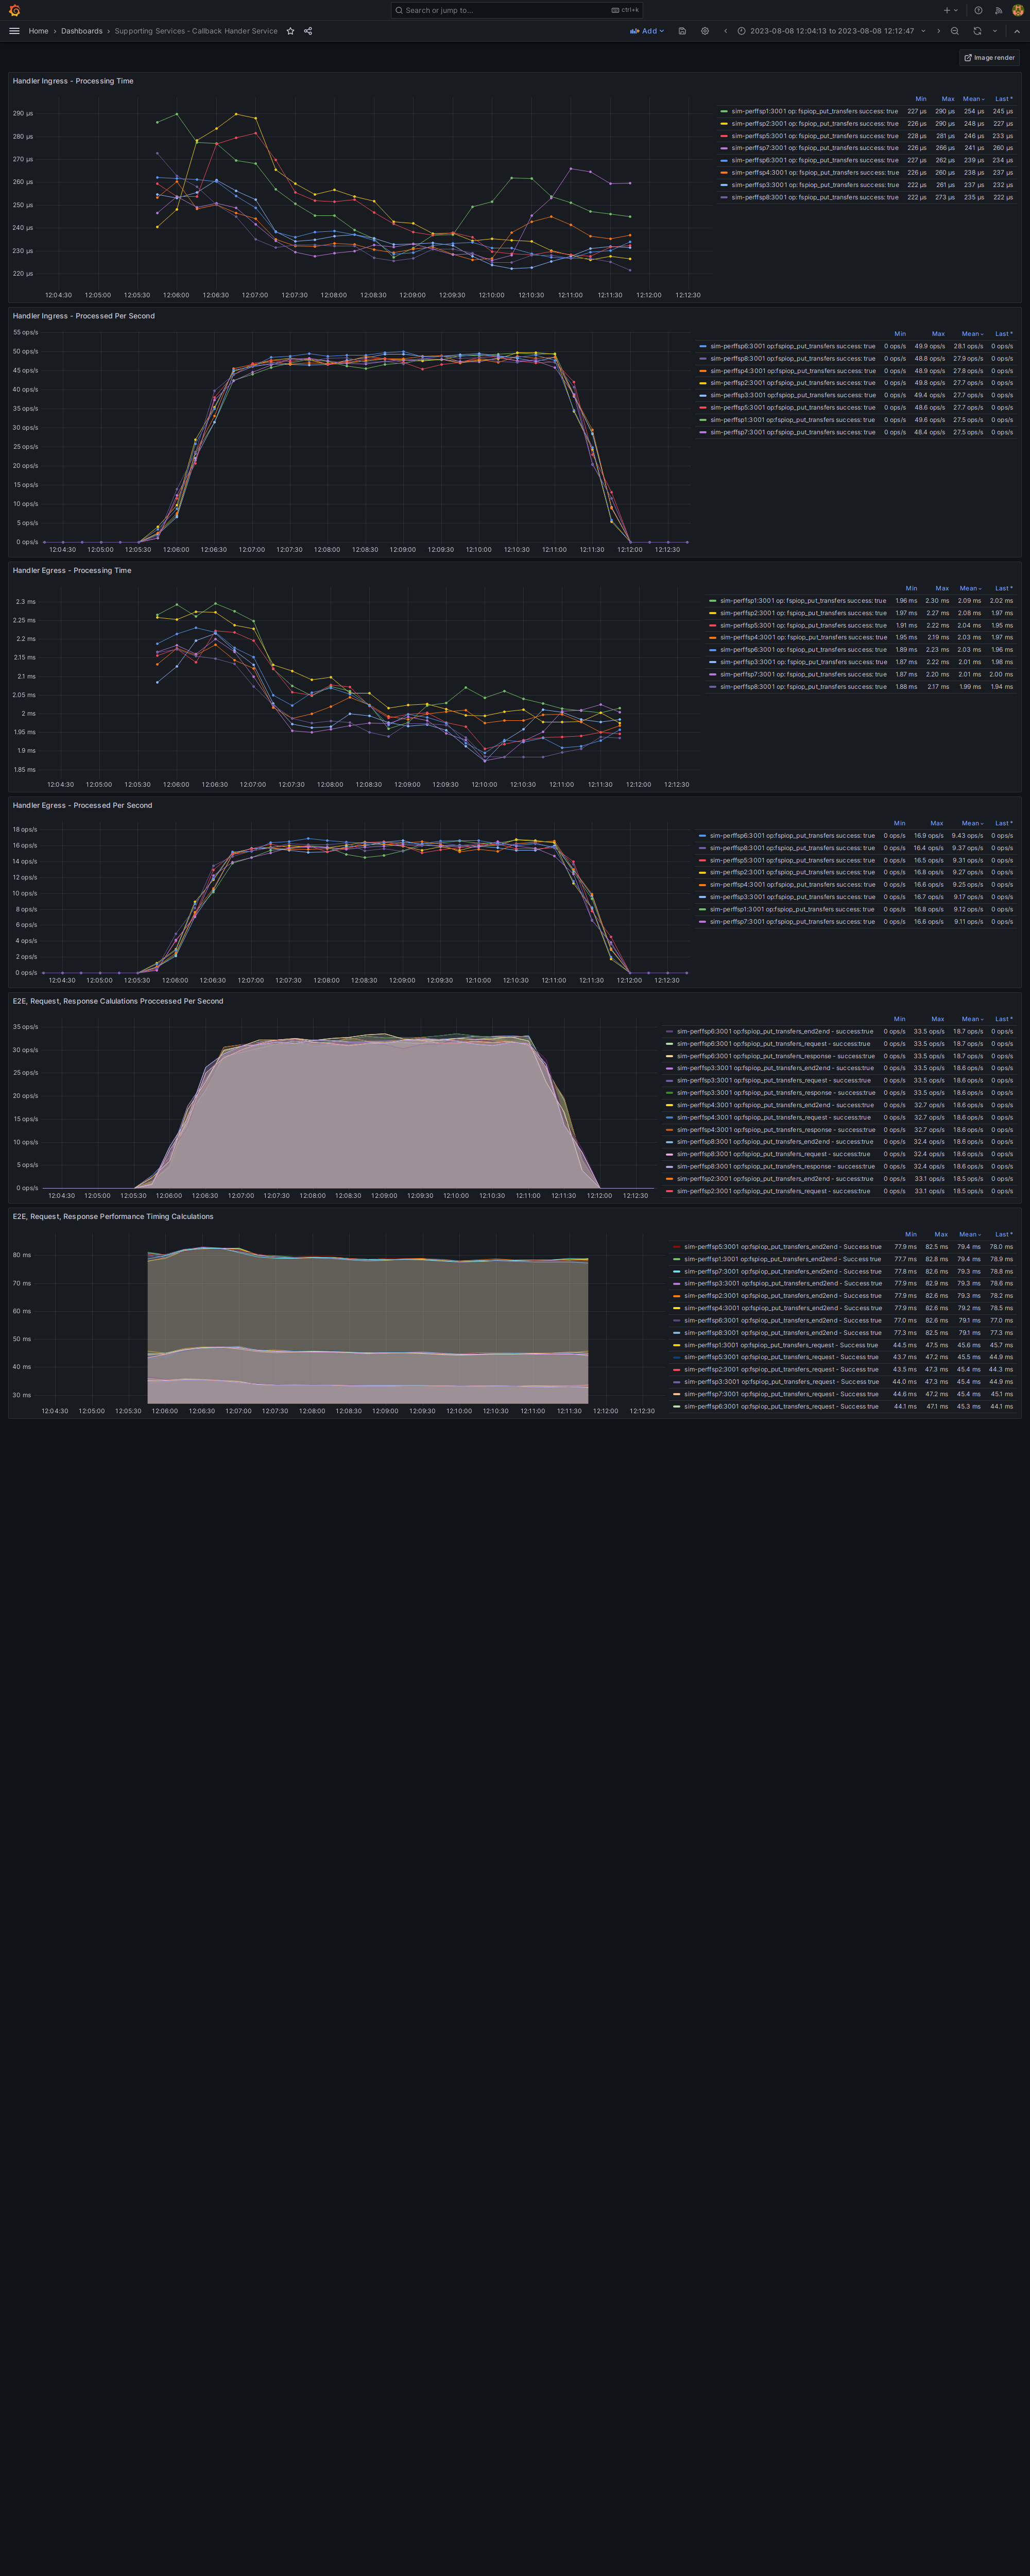 Search or jump to...
ctrl+k
Home › Dashboards › Supporting Services - Callback Hander Service
Add
2023-08-08 12:04:13 to 2023-08-08 12:12:47
Image render
Handler Ingress - Processing Time
290 µs
280 µs
270 µs
260 µs
250 µs
240 µs
230 µs
220 µs
12:04:30 12:05:00 12:05:30 12:06:00 12:06:30 12:07:00 12:07:30 12:08:00 12:08:30 12:09:00 12:09:30 12:10:00 12:10:30 12:11:00 12:11:30 12:12:00 12:12:30
Min Max Mean Last *
sim-perffsp1:3001 op: fspiop_put_transfers success: true 227 µs 290 µs 254 µs 245 µs
sim-perffsp2:3001 op: fspiop_put_transfers success: true 226 µs 290 µs 248 µs 227 µs
sim-perffsp5:3001 op: fspiop_put_transfers success: true 228 µs 281 µs 246 µs 233 µs
sim-perffsp7:3001 op: fspiop_put_transfers success: true 226 µs 266 µs 241 µs 260 µs
sim-perffsp6:3001 op: fspiop_put_transfers success: true 227 µs 262 µs 239 µs 234 µs
sim-perffsp4:3001 op: fspiop_put_transfers success: true 226 µs 260 µs 238 µs 237 µs
sim-perffsp3:3001 op: fspiop_put_transfers success: true 222 µs 261 µs 237 µs 232 µs
sim-perffsp8:3001 op: fspiop_put_transfers success: true 222 µs 273 µs 235 µs 222 µs
Handler Ingress - Processed Per Second
55 ops/s
50 ops/s
45 ops/s
40 ops/s
35 ops/s
30 ops/s
25 ops/s
20 ops/s
15 ops/s
10 ops/s
5 ops/s
0 ops/s
12:04:30 12:05:00 12:05:30 12:06:00 12:06:30 12:07:00 12:07:30 12:08:00 12:08:30 12:09:00 12:09:30 12:10:00 12:10:30 12:11:00 12:11:30 12:12:00 12:12:30
Min Max Mean Last *
sim-perffsp6:3001 op:fspiop_put_transfers success: true 0 ops/s 49.9 ops/s 28.1 ops/s 0 ops/s
sim-perffsp8:3001 op:fspiop_put_transfers success: true 0 ops/s 48.8 ops/s 27.9 ops/s 0 ops/s
sim-perffsp4:3001 op:fspiop_put_transfers success: true 0 ops/s 48.9 ops/s 27.8 ops/s 0 ops/s
sim-perffsp2:3001 op:fspiop_put_transfers success: true 0 ops/s 49.8 ops/s 27.7 ops/s 0 ops/s
sim-perffsp3:3001 op:fspiop_put_transfers success: true 0 ops/s 49.4 ops/s 27.7 ops/s 0 ops/s
sim-perffsp5:3001 op:fspiop_put_transfers success: true 0 ops/s 48.6 ops/s 27.7 ops/s 0 ops/s
sim-perffsp1:3001 op:fspiop_put_transfers success: true 0 ops/s 49.6 ops/s 27.5 ops/s 0 ops/s
sim-perffsp7:3001 op:fspiop_put_transfers success: true 0 ops/s 48.4 ops/s 27.5 ops/s 0 ops/s
Handler Egress - Processing Time
2.3 ms
2.25 ms
2.2 ms
2.15 ms
2.1 ms
2.05 ms
2 ms
1.95 ms
1.9 ms
1.85 ms
12:04:30 12:05:00 12:05:30 12:06:00 12:06:30 12:07:00 12:07:30 12:08:00 12:08:30 12:09:00 12:09:30 12:10:00 12:10:30 12:11:00 12:11:30 12:12:00 12:12:30
Min Max Mean Last *
sim-perffsp1:3001 op: fspiop_put_transfers success: true 1.96 ms 2.30 ms 2.09 ms 2.02 ms
sim-perffsp2:3001 op: fspiop_put_transfers success: true 1.97 ms 2.27 ms 2.08 ms 1.97 ms
sim-perffsp5:3001 op: fspiop_put_transfers success: true 1.91 ms 2.22 ms 2.04 ms 1.95 ms
sim-perffsp4:3001 op: fspiop_put_transfers success: true 1.95 ms 2.19 ms 2.03 ms 1.97 ms
sim-perffsp6:3001 op: fspiop_put_transfers success: true 1.89 ms 2.23 ms 2.03 ms 1.96 ms
sim-perffsp3:3001 op: fspiop_put_transfers success: true 1.87 ms 2.22 ms 2.01 ms 1.98 ms
sim-perffsp7:3001 op: fspiop_put_transfers success: true 1.87 ms 2.20 ms 2.01 ms 2.00 ms
sim-perffsp8:3001 op: fspiop_put_transfers success: true 1.88 ms 2.17 ms 1.99 ms 1.94 ms
Handler Egress - Processed Per Second
18 ops/s
16 ops/s
14 ops/s
12 ops/s
10 ops/s
8 ops/s
6 ops/s
4 ops/s
2 ops/s
0 ops/s
12:04:30 12:05:00 12:05:30 12:06:00 12:06:30 12:07:00 12:07:30 12:08:00 12:08:30 12:09:00 12:09:30 12:10:00 12:10:30 12:11:00 12:11:30 12:12:00 12:12:30
Min Max Mean Last *
sim-perffsp6:3001 op:fspiop_put_transfers success: true 0 ops/s 16.9 ops/s 9.43 ops/s 0 ops/s
sim-perffsp8:3001 op:fspiop_put_transfers success: true 0 ops/s 16.4 ops/s 9.37 ops/s 0 ops/s
sim-perffsp5:3001 op:fspiop_put_transfers success: true 0 ops/s 16.5 ops/s 9.31 ops/s 0 ops/s
sim-perffsp2:3001 op:fspiop_put_transfers success: true 0 ops/s 16.8 ops/s 9.27 ops/s 0 ops/s
sim-perffsp4:3001 op:fspiop_put_transfers success: true 0 ops/s 16.6 ops/s 9.25 ops/s 0 ops/s
sim-perffsp3:3001 op:fspiop_put_transfers success: true 0 ops/s 16.7 ops/s 9.17 ops/s 0 ops/s
sim-perffsp1:3001 op:fspiop_put_transfers success: true 0 ops/s 16.8 ops/s 9.12 ops/s 0 ops/s
sim-perffsp7:3001 op:fspiop_put_transfers success: true 0 ops/s 16.6 ops/s 9.11 ops/s 0 ops/s
E2E, Request, Response Calulations Proccessed Per Second
35 ops/s
30 ops/s
25 ops/s
20 ops/s
15 ops/s
10 ops/s
5 ops/s
0 ops/s
12:04:30 12:05:00 12:05:30 12:06:00 12:06:30 12:07:00 12:07:30 12:08:00 12:08:30 12:09:00 12:09:30 12:10:00 12:10:30 12:11:00 12:11:30 12:12:00 12:12:30
Min Max Mean Last *
sim-perffsp6:3001 op:fspiop_put_transfers_end2end - success:true 0 ops/s 33.5 ops/s 18.7 ops/s 0 ops/s
sim-perffsp6:3001 op:fspiop_put_transfers_request - success:true 0 ops/s 33.5 ops/s 18.7 ops/s 0 ops/s
sim-perffsp6:3001 op:fspiop_put_transfers_response - success:true 0 ops/s 33.5 ops/s 18.7 ops/s 0 ops/s
sim-perffsp3:3001 op:fspiop_put_transfers_end2end - success:true 0 ops/s 33.5 ops/s 18.6 ops/s 0 ops/s
sim-perffsp3:3001 op:fspiop_put_transfers_request - success:true 0 ops/s 33.5 ops/s 18.6 ops/s 0 ops/s
sim-perffsp3:3001 op:fspiop_put_transfers_response - success:true 0 ops/s 33.5 ops/s 18.6 ops/s 0 ops/s
sim-perffsp4:3001 op:fspiop_put_transfers_end2end - success:true 0 ops/s 32.7 ops/s 18.6 ops/s 0 ops/s
sim-perffsp4:3001 op:fspiop_put_transfers_request - success:true 0 ops/s 32.7 ops/s 18.6 ops/s 0 ops/s
sim-perffsp4:3001 op:fspiop_put_transfers_response - success:true 0 ops/s 32.7 ops/s 18.6 ops/s 0 ops/s
sim-perffsp8:3001 op:fspiop_put_transfers_end2end - success:true 0 ops/s 32.4 ops/s 18.6 ops/s 0 ops/s
sim-perffsp8:3001 op:fspiop_put_transfers_request - success:true 0 ops/s 32.4 ops/s 18.6 ops/s 0 ops/s
sim-perffsp8:3001 op:fspiop_put_transfers_response - success:true 0 ops/s 32.4 ops/s 18.6 ops/s 0 ops/s
sim-perffsp2:3001 op:fspiop_put_transfers_end2end - success:true 0 ops/s 33.1 ops/s 18.5 ops/s 0 ops/s
sim-perffsp2:3001 op:fspiop_put_transfers_request - success:true 0 ops/s 33.1 ops/s 18.5 ops/s 0 ops/s
E2E, Request, Response Performance Timing Calculations
80 ms
70 ms
60 ms
50 ms
40 ms
30 ms
12:04:30 12:05:00 12:05:30 12:06:00 12:06:30 12:07:00 12:07:30 12:08:00 12:08:30 12:09:00 12:09:30 12:10:00 12:10:30 12:11:00 12:11:30 12:12:00 12:12:30
Min Max Mean Last *
sim-perffsp5:3001 op:fspiop_put_transfers_end2end - Success true 77.9 ms 82.5 ms 79.4 ms 78.0 ms
sim-perffsp1:3001 op:fspiop_put_transfers_end2end - Success true 77.7 ms 82.8 ms 79.4 ms 78.9 ms
sim-perffsp7:3001 op:fspiop_put_transfers_end2end - Success true 77.8 ms 82.6 ms 79.3 ms 78.8 ms
sim-perffsp3:3001 op:fspiop_put_transfers_end2end - Success true 77.9 ms 82.9 ms 79.3 ms 78.6 ms
sim-perffsp2:3001 op:fspiop_put_transfers_end2end - Success true 77.9 ms 82.6 ms 79.3 ms 78.2 ms
sim-perffsp4:3001 op:fspiop_put_transfers_end2end - Success true 77.9 ms 82.6 ms 79.2 ms 78.5 ms
sim-perffsp6:3001 op:fspiop_put_transfers_end2end - Success true 77.0 ms 82.6 ms 79.1 ms 77.0 ms
sim-perffsp8:3001 op:fspiop_put_transfers_end2end - Success true 77.3 ms 82.5 ms 79.1 ms 77.3 ms
sim-perffsp1:3001 op:fspiop_put_transfers_request - Success true 44.5 ms 47.5 ms 45.6 ms 45.7 ms
sim-perffsp5:3001 op:fspiop_put_transfers_request - Success true 43.7 ms 47.2 ms 45.5 ms 44.9 ms
sim-perffsp2:3001 op:fspiop_put_transfers_request - Success true 43.5 ms 47.3 ms 45.4 ms 44.3 ms
sim-perffsp3:3001 op:fspiop_put_transfers_request - Success true 44.0 ms 47.3 ms 45.4 ms 44.9 ms
sim-perffsp7:3001 op:fspiop_put_transfers_request - Success true 44.6 ms 47.2 ms 45.4 ms 45.1 ms
sim-perffsp6:3001 op:fspiop_put_transfers_request - Success true 44.1 ms 47.1 ms 45.3 ms 44.1 ms